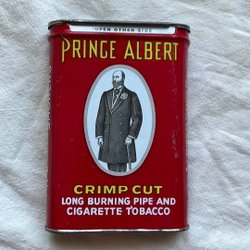 OPEN OTHER SIDE
PRINCE ALBERT
CRIMP CUT
LONG BURNING PIPE AND
CIGARETTE TOBACCO